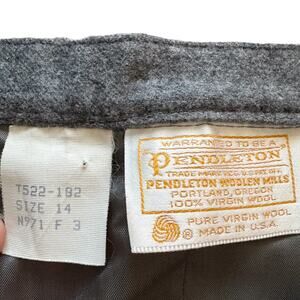 T522-192
SIZE 14
N971 F 3
WARRANTED TO BE A
PENDLETON
TRADE MARK REG. U.S. PAT. OFF.
PENDLETON WOOLEN MILLS
PORTLAND, OREGON
100% VIRGIN WOOL
PURE VIRGIN WOOL
® MADE IN U.S.A.